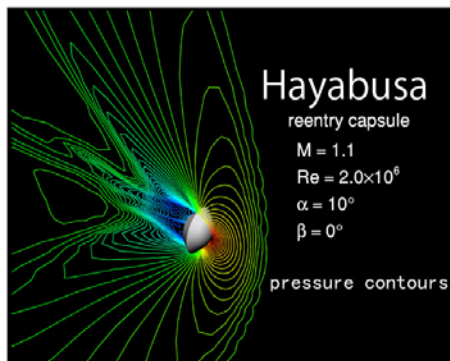 Hayabusa
reentry capsule
M = 1.1
Re = 2.0×10⁶
α = 10°
β = 0°
pressure contours